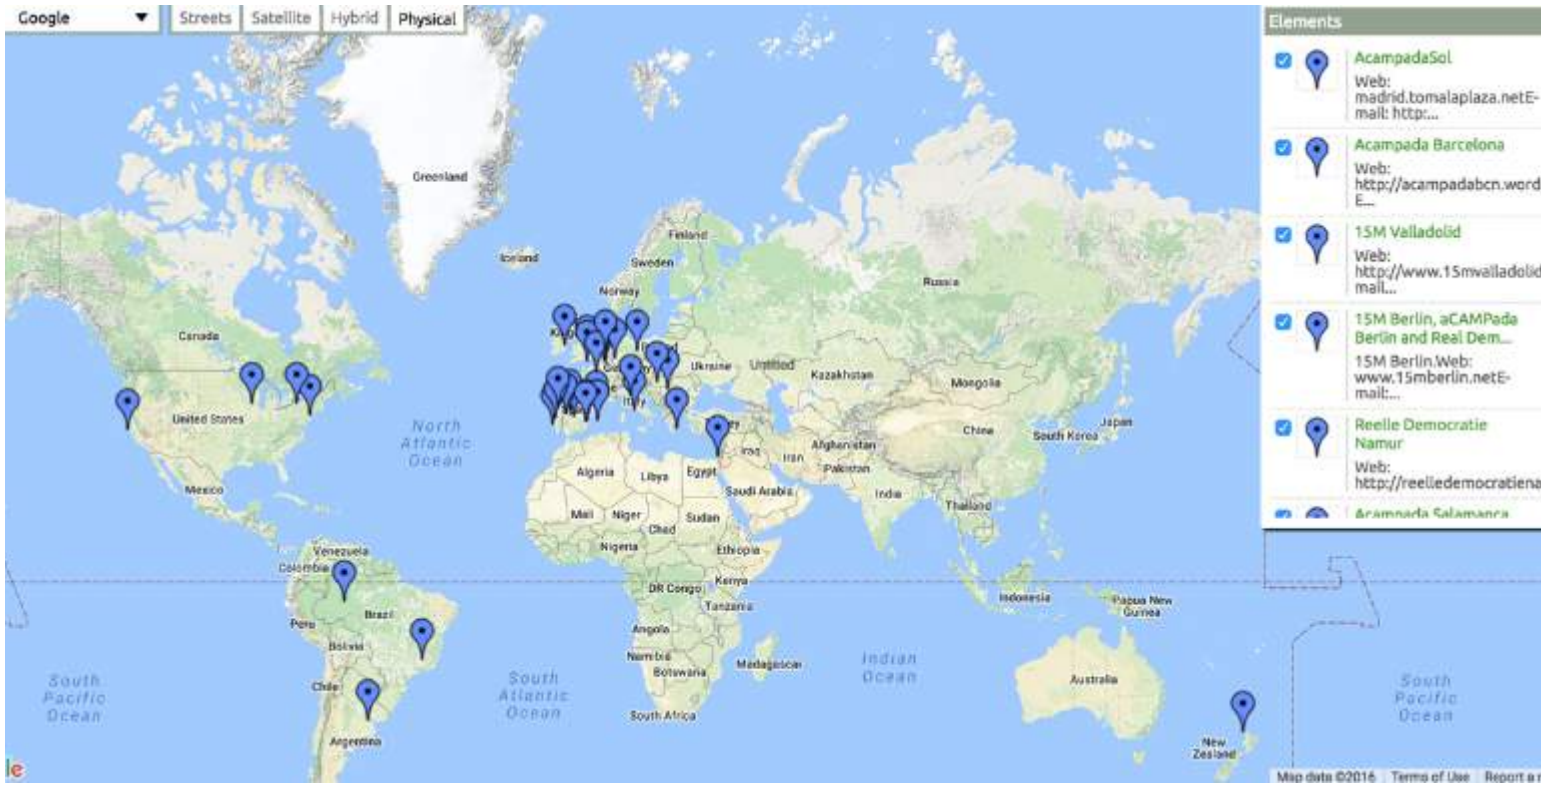 Google
Streets
Satellite
Hybrid
Physical
Elements
AcampadaSol
Web:
madrid.tomalaplaza.netE-
mail: http:...
Acampada Barcelona
Web:
http://acampadabcn.word
E...
15M Valladolid
Web:
http://www.15mvalladolid
mail...
15M Berlin, aCAMPada
Berlin and Real Dem...
15M Berlin.Web:
www.15mberlin.netE-
mail:...
Reelle Democratie
Namur
Web:
http://reelledemocratiena
Acampada Salamanca
Greenland
Iceland
Finland
Sweden
Norway
Russia
Canada
Ukraine
Untitled
Kazakhstan
Mongolia
United States
North
Atlantic
Ocean
Italy
China
South Korea
Japan
Iraq
Iran
Afghanistan
Pakistan
Algeria
Libya
Egypt
Saudi Arabia
India
Thailand
Mexico
Mali
Niger
Chad
Sudan
Nigeria
Ethiopia
Venezuela
Colombia
DR Congo
Kenya
Tanzania
Indonesia
Papua New
Guinea
Peru
Brazil
Angola
Bolivia
Namibia
Botswana
Madagascar
Indian
Ocean
Chile
South
Pacific
Ocean
South
Atlantic
Ocean
South Africa
Australia
South
Pacific
Ocean
Argentina
New
Zealand
le
Map data ©2016
Terms of Use
Report a